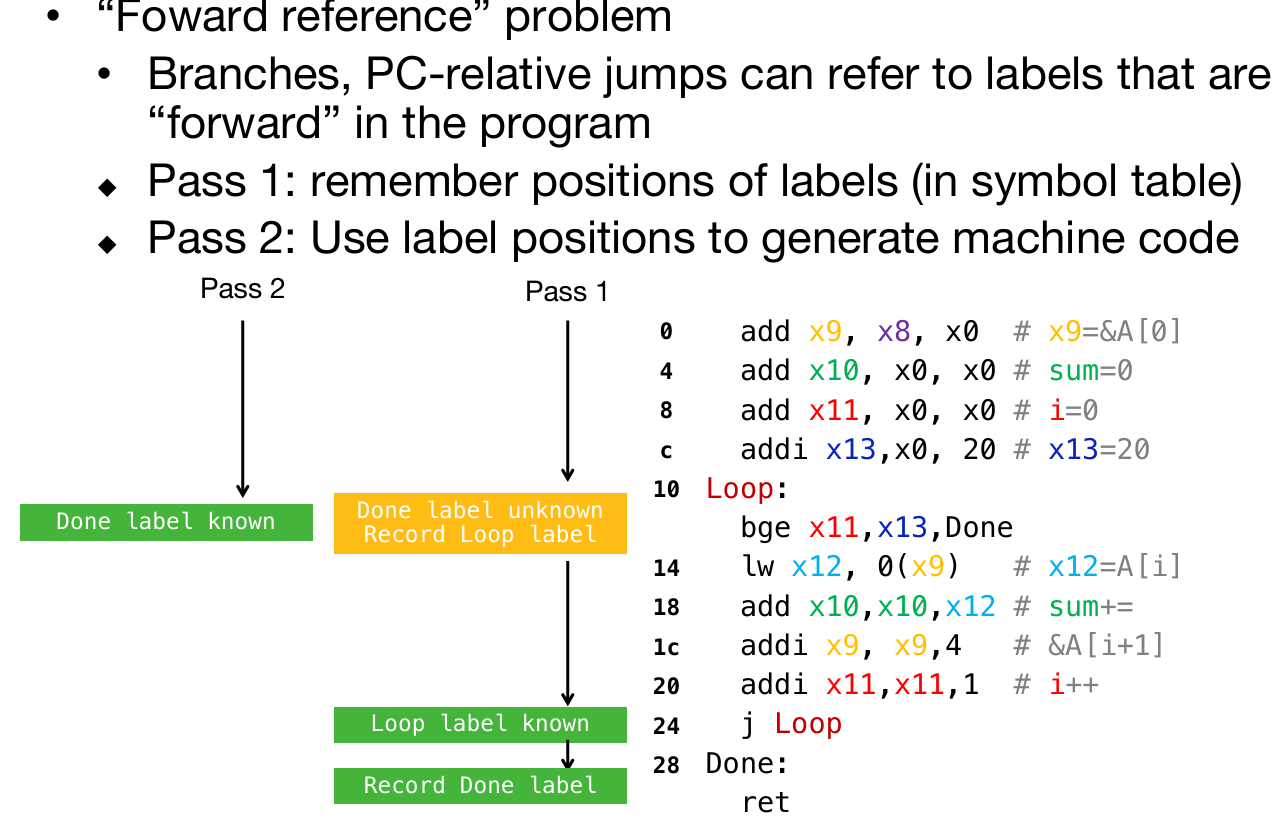 • “Foward reference” problem
• Branches, PC-relative jumps can refer to labels that are
“forward” in the program
◆ Pass 1: remember positions of labels (in symbol table)
◆ Pass 2: Use label positions to generate machine code
Pass 2
Pass 1
Done label known
Done label unknown
Record Loop label
Loop label known
Record Done label
0 add x9, x8, x0 # x9=&A[0]
4 add x10, x0, x0 # sum=0
8 add x11, x0, x0 # i=0
c addi x13,x0, 20 # x13=20
10 Loop:
bge x11,x13,Done
14 lw x12, 0(x9) # x12=A[i]
18 add x10,x10,x12 # sum+=
1c addi x9, x9,4 # &A[i+1]
20 addi x11,x11,1 # i++
24 j Loop
28 Done:
ret